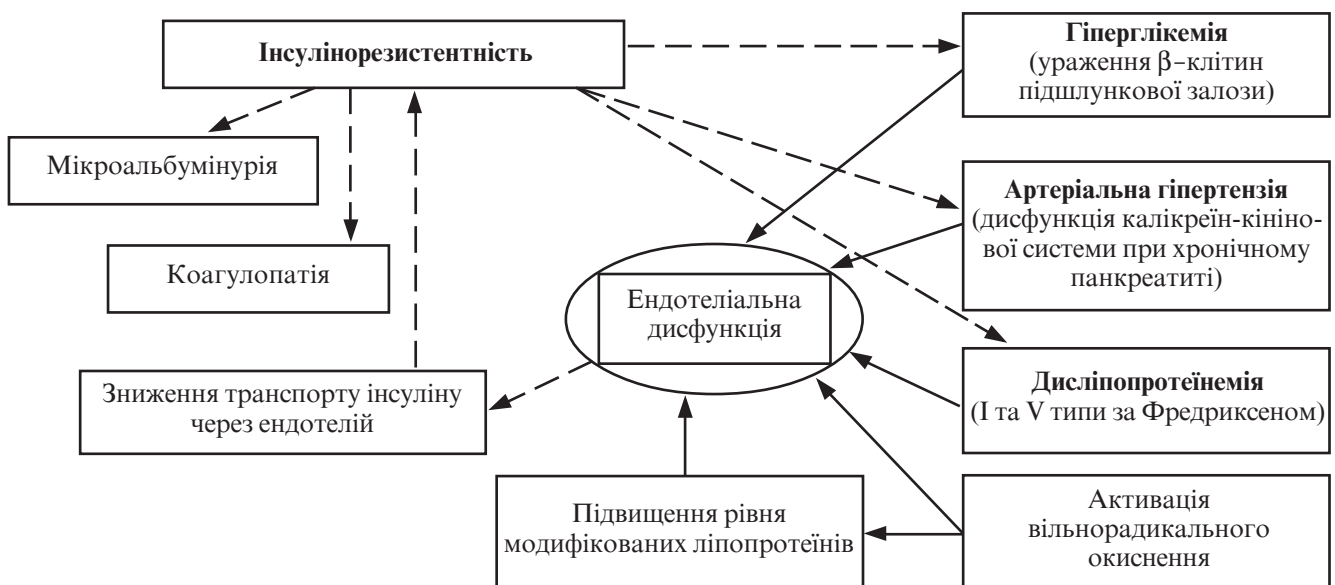 Інсулінорезистентність
Гіперглікемія
(ураження β–клітин
підшлункової залози)
Мікроальбумінурія
Коагулопатія
Артеріальна гіпертензія
(дисфункція калікреїн-кініно-
вої системи при хронічному
панкреатиті)
Ендотеліальна
дисфункція
Зниження транспорту інсуліну
через ендотелій
Дисліпопротеїнемія
(I та V типи за Фредриксеном)
Підвищення рівня
модифікованих ліпопротеїнів
Активація
вільнорадикального
окиснення